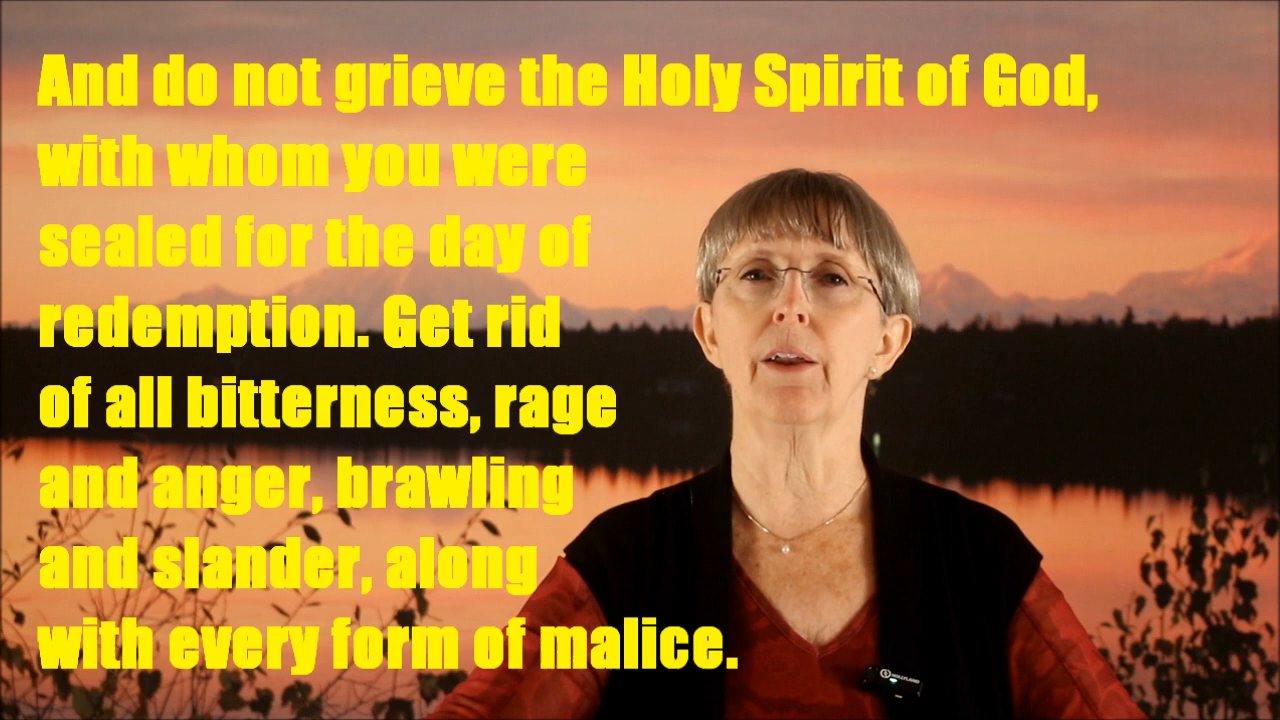 And do not grieve the Holy Spirit of God,
with whom you were
sealed for the day of
redemption. Get rid
of all bitterness, rage
and anger, brawling
and slander, along
with every form of malice.
HOLLYLAND